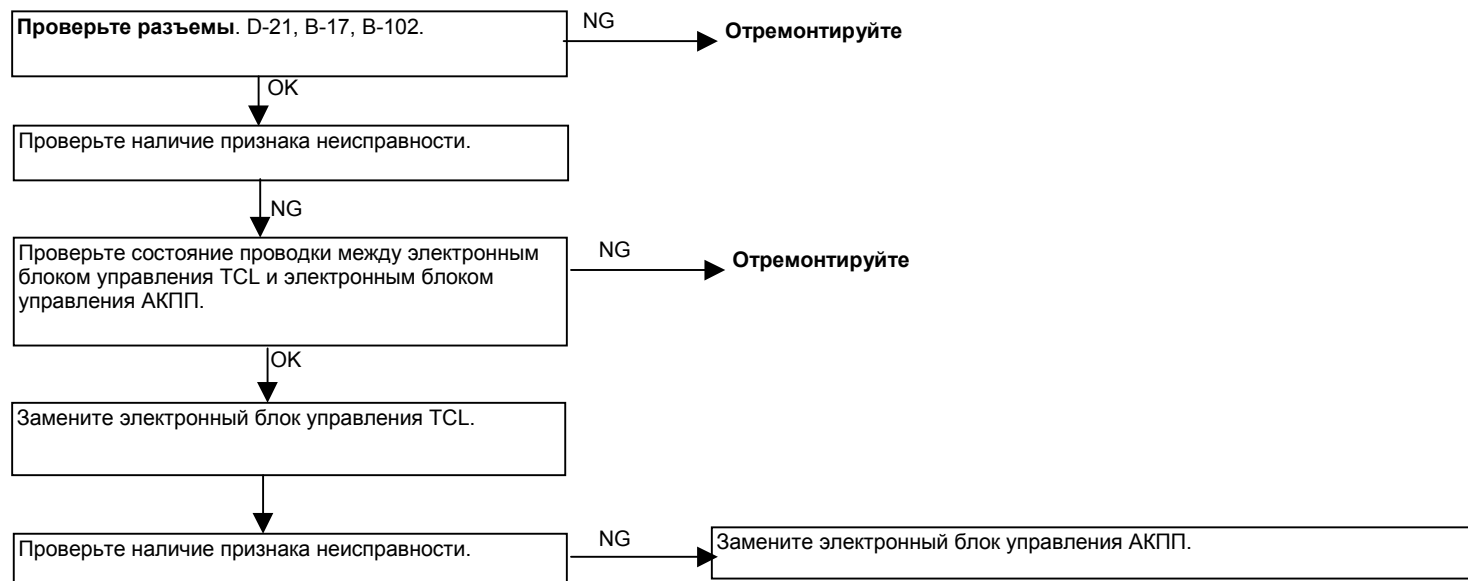 Проверьте разъемы. D-21, B-17, B-102.
NG
Отремонтируйте
OK
Проверьте наличие признака неисправности.
NG
Проверьте состояние проводки между электронным
блоком управления TCL и электронным блоком
управления АКПП.
NG
Отремонтируйте
OK
Замените электронный блок управления TCL.
Проверьте наличие признака неисправности.
NG
Замените электронный блок управления АКПП.